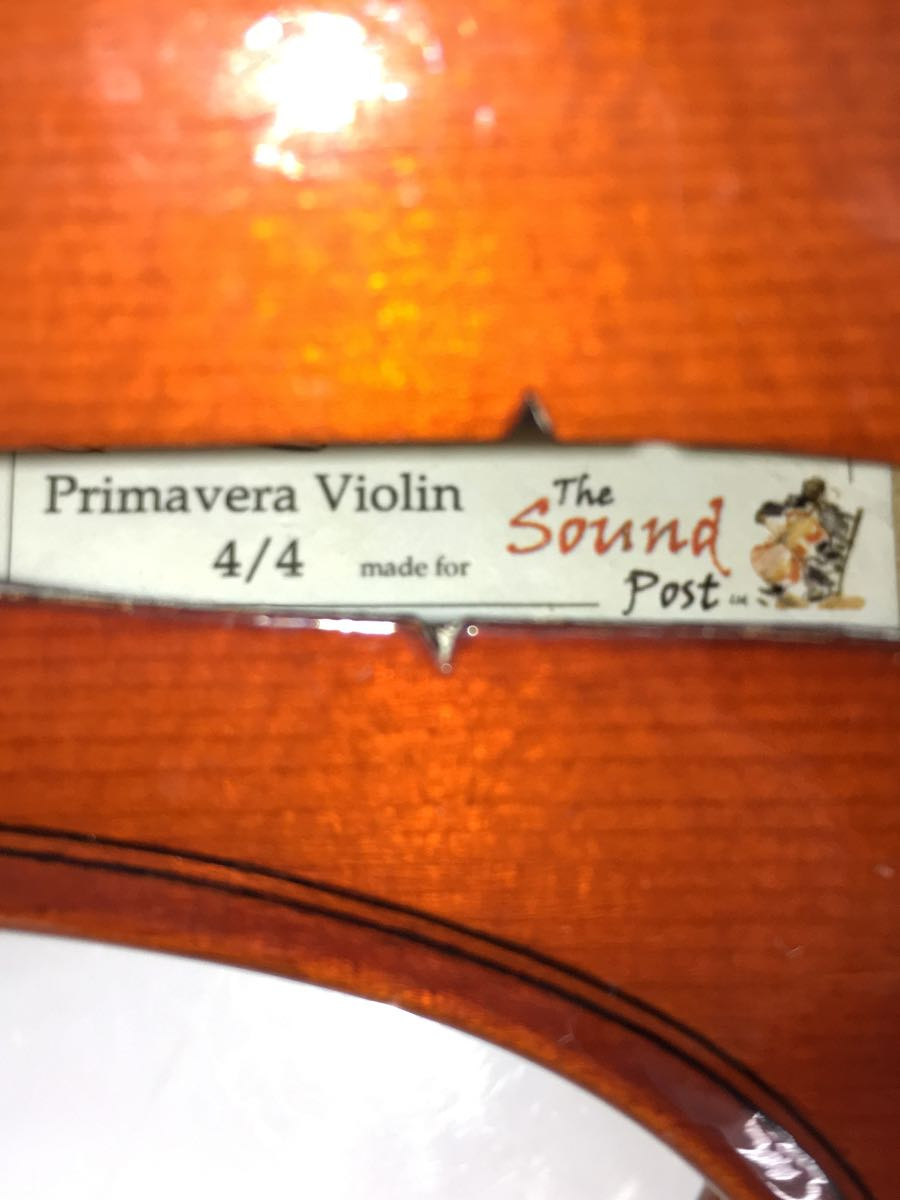 Primavera Violin
4/4 made for
The
Sound
Post